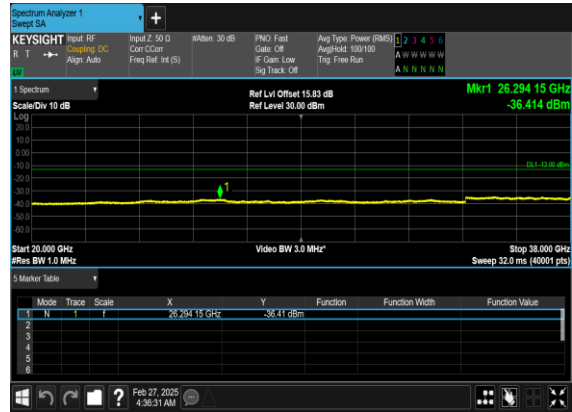 Spectrum Analyzer 1
Swept SA
+
KEYSIGHT Input: RF Input Z: 50 Ω #Atten: 30 dB PNO: Fast Avg Type: Power (RMS) 1 2 3 4 5 6
R T Coupling: DC Corr CCorr Gate: Off Avg|Hold: 100/100 A W W W W W
Align: Auto Freq Ref: Int (S) IF Gain: Low Trig: Free Run A N N N N N
Sig Track: Off
1 Spectrum Ref Lvl Offset 15.83 dB Mkr1 26.294 15 GHz
Scale/Div 10 dB Ref Level 30.00 dBm -36.414 dBm
Log
20.0
10.0
0.00
-10.0
DL1 -13.00 dBm
-20.0
-30.0
1
-40.0
-50.0
-60.0
Start 20.000 GHz Video BW 3.0 MHz* Stop 38.000 GHz
#Res BW 1.0 MHz Sweep 32.0 ms (40001 pts)
5 Marker Table
Mode Trace Scale X Y Function Function Width Function Value
1 N 1 f 26.294 15 GHz -36.41 dBm
2
3
4
5
6
? Feb 27, 2025
4:36:31 AM